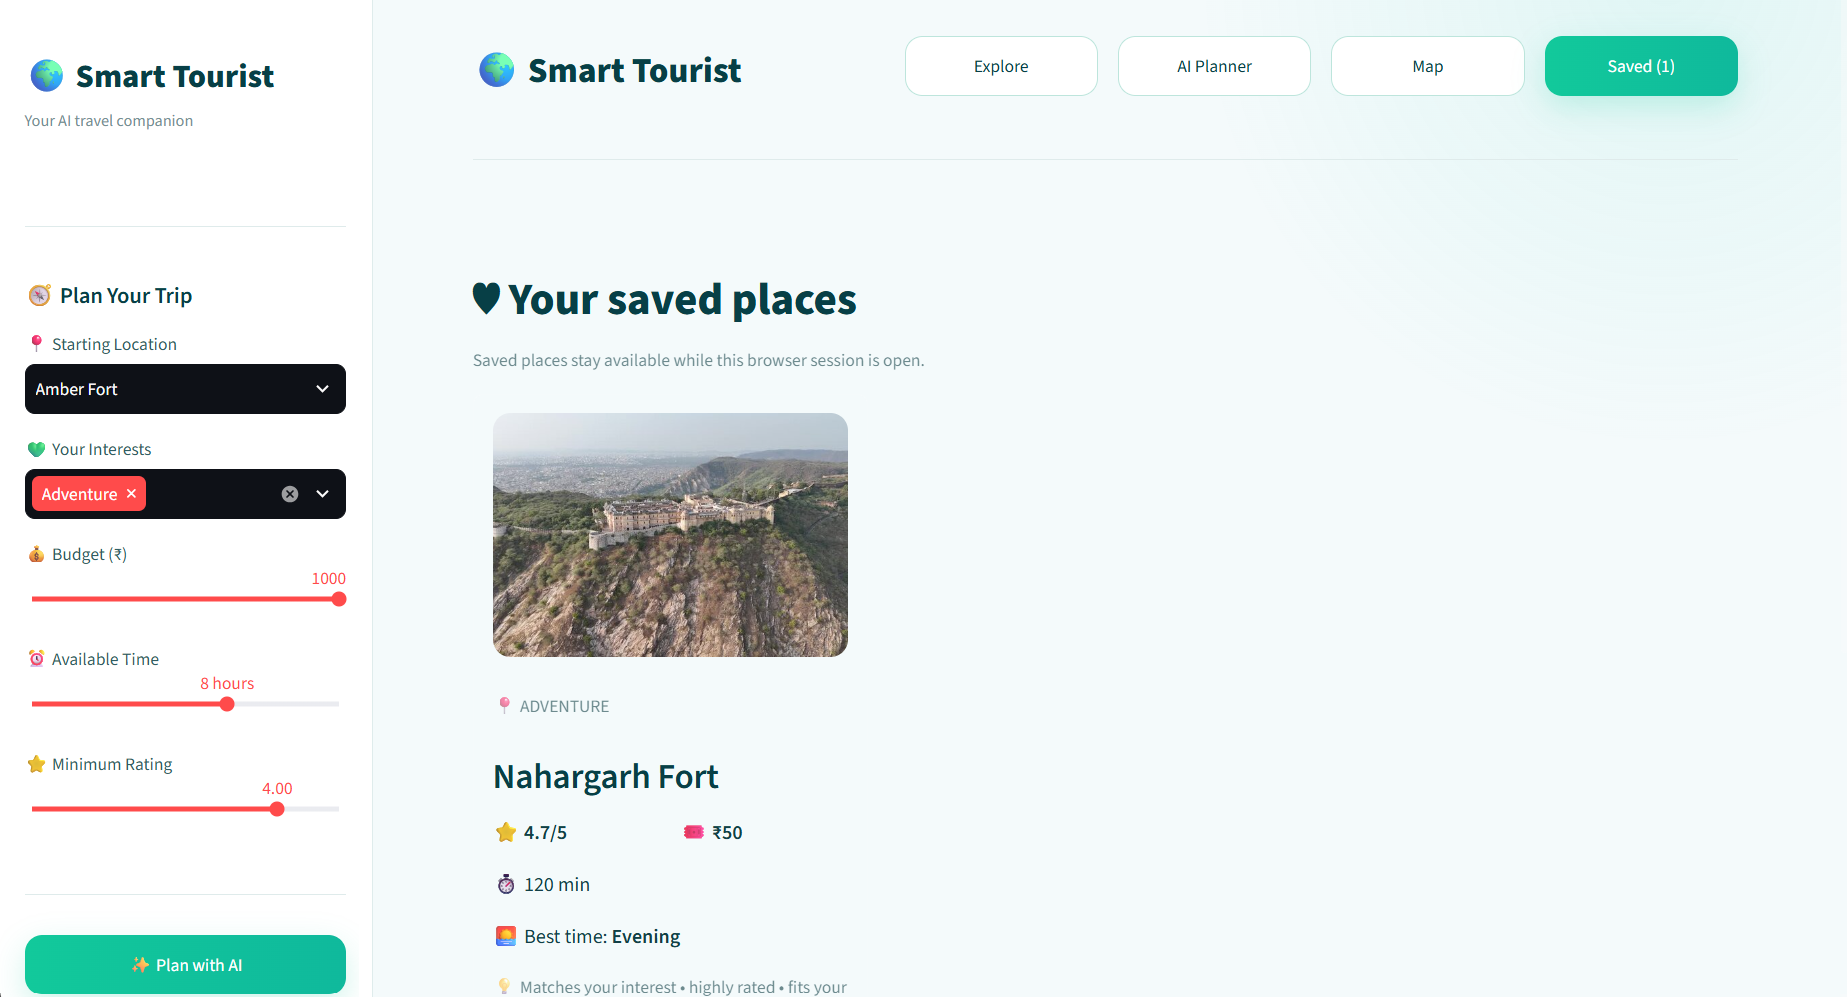 Smart Tourist
Your AI travel companion
Plan Your Trip
Starting Location
Amber Fort
Your Interests
Adventure ✕
Budget (₹)
1000
Available Time
8 hours
Minimum Rating
4.00
Plan with AI
Smart Tourist
Explore
AI Planner
Map
Saved (1)
♥ Your saved places
Saved places stay available while this browser session is open.
ADVENTURE
Nahargarh Fort
4.7/5
₹50
120 min
Best time: Evening
Matches your interest • highly rated • fits your